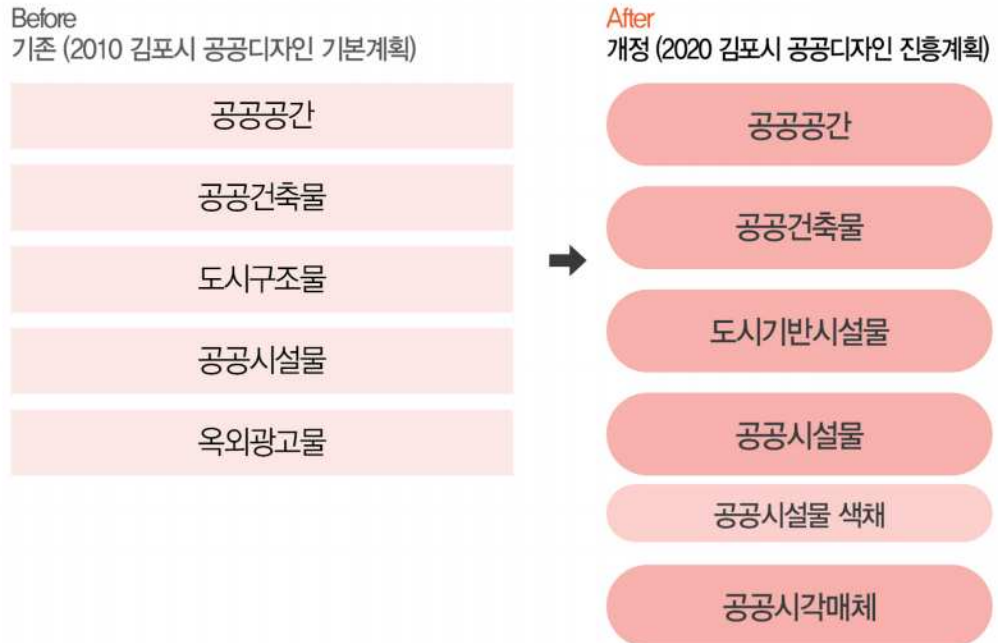 Before
기존 (2010 김포시 공공디자인 기본계획)
공공공간
공공건축물
도시구조물
공공시설물
옥외광고물
After
개정 (2020 김포시 공공디자인 진흥계획)
공공공간
공공건축물
도시기반시설물
공공시설물
공공시설물 색채
공공시각매체